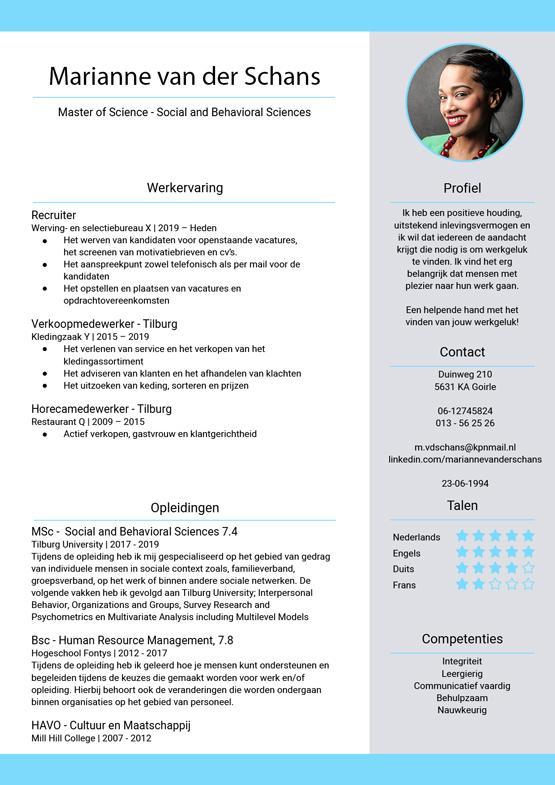 Marianne van der Schans
Master of Science - Social and Behavioral Sciences
Werkervaring
Recruiter
Werving- en selectiebureau X | 2019 – Heden
● Het werven van kandidaten voor openstaande vacatures,
het screenen van motivatiebrieven en cv's.
● Het aanspreekpunt zowel telefonisch als per mail voor de
kandidaten
● Het opstellen en plaatsen van vacatures en
opdrachtovereenkomsten
Verkoopmedewerker - Tilburg
Kledingzaak Y | 2015 – 2019
● Het verlenen van service en het verkopen van het
kledingassortiment
● Het adviseren van klanten en het afhandelen van klachten
● Het uitzoeken van keding, sorteren en prijzen
Horecamedewerker - Tilburg
Restaurant Q | 2009 – 2015
● Actief verkopen, gastvrouw en klantgerichtheid
Opleidingen
MSc - Social and Behavioral Sciences 7.4
Tilburg University | 2017 - 2019
Tijdens de opleiding heb ik mij gespecialiseerd op het gebied van gedrag
van individuele mensen in sociale context zoals, familieverband,
groepsverband, op het werk of binnen andere sociale netwerken. De
volgende vakken heb ik gevolgd aan Tilburg University; Interpersonal
Behavior, Organizations and Groups, Survey Research and
Psychometrics en Multivariate Analysis including Multilevel Models
Bsc - Human Resource Management, 7.8
Hogeschool Fontys | 2012 - 2017
Tijdens de opleiding heb ik geleerd hoe je mensen kunt ondersteunen en
begeleiden tijdens de keuzes die gemaakt worden voor werk en/of
opleiding. Hierbij behoort ook de veranderingen die worden ondergaan
binnen organisaties op het gebied van personeel.
HAVO - Cultuur en Maatschappij
Mill Hill College | 2007 - 2012
Profiel
Ik heb een positieve houding,
uitstekend inlevingsvermogen en
ik wil dat iedereen de aandacht
krijgt die nodig is om werkgeluk
te vinden. Ik vind het erg
belangrijk dat mensen met
plezier naar hun werk gaan.
Een helpende hand met het
vinden van jouw werkgeluk!
Contact
Duinweg 210
5631 KA Goirle
06-12745824
013 - 56 25 26
m.vdschans@kpnmail.nl
linkedin.com/mariannevanderschans
23-06-1994
Talen
Nederlands
Engels
Duits
Frans
Competenties
Integriteit
Leergierig
Communicatief vaardig
Behulpzaam
Nauwkeurig